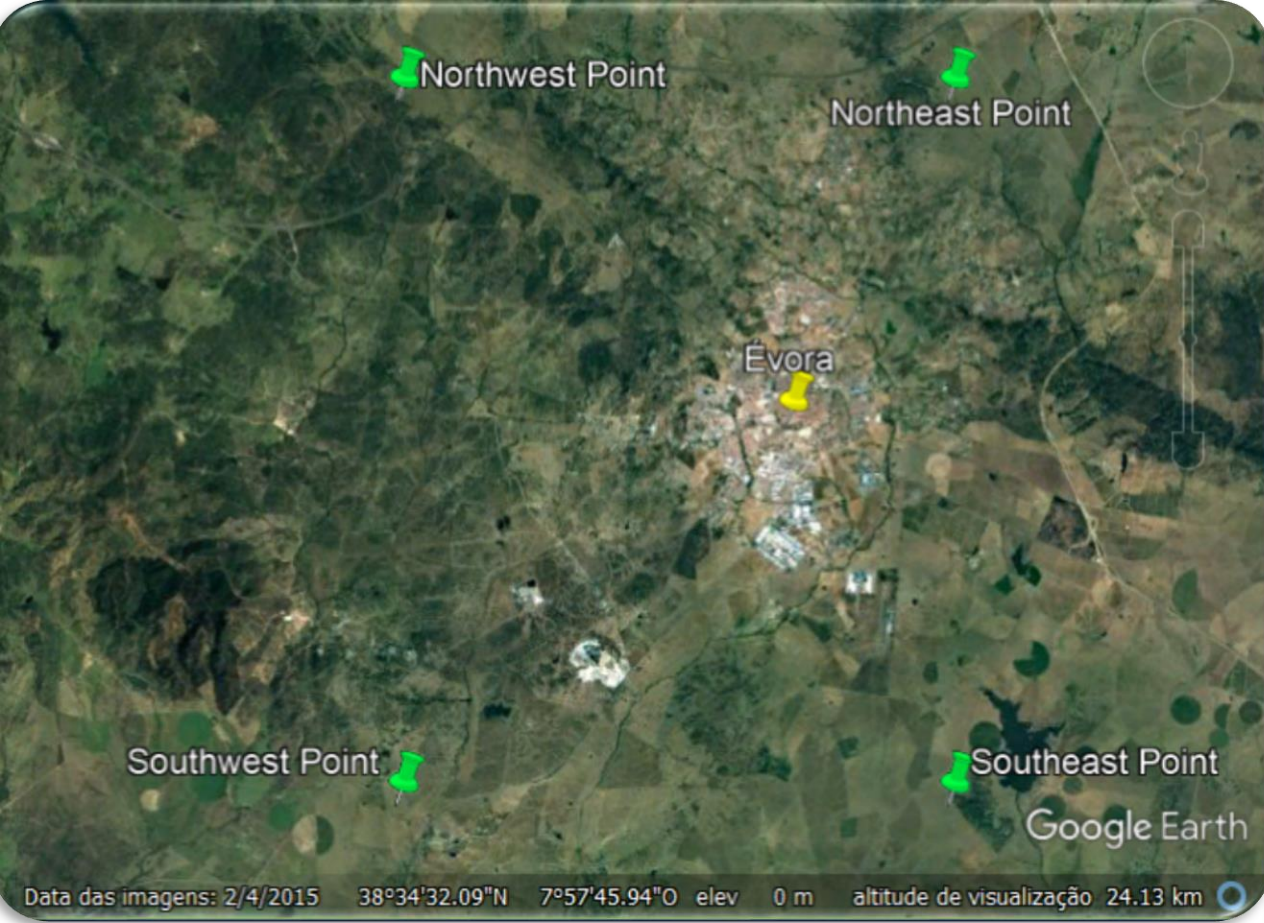 Northwest Point
Northeast Point
Évora
Southwest Point
Southeast Point
Google Earth
Data das imagens: 2/4/2015 38°34'32.09"N 7°57'45.94"O elev 0 m altitude de visualização 24.13 km